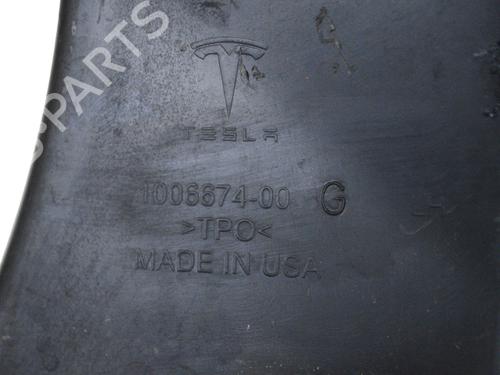 PARTS
TESLA
1006674-00 G
>TPO<
MADE IN USA